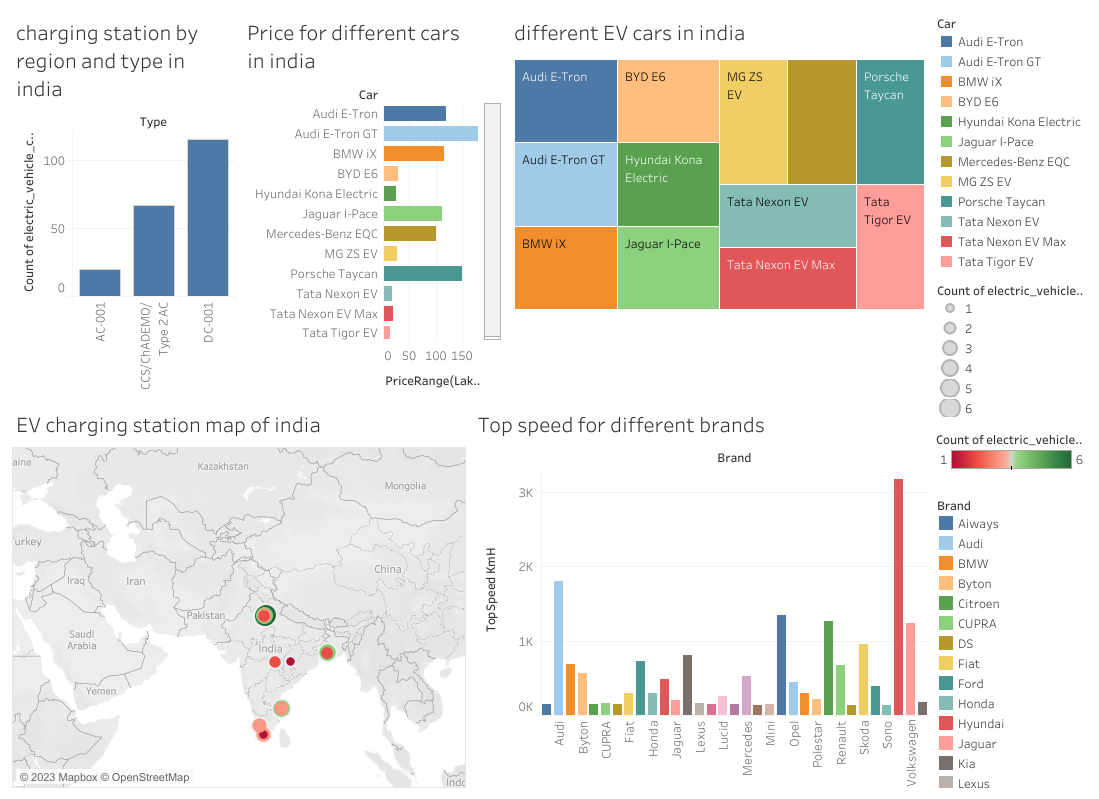 charging station by
region and type in
india
Type
Count of electric_vehicle_c..
100
50
0
AC-001
CCS/ChADEMO/
Type 2 AC
DC-001
Price for different cars
in india
Car
Audi E-Tron
Audi E-Tron GT
BMW iX
BYD E6
Hyundai Kona Electric
Jaguar I-Pace
Mercedes-Benz EQC
MG ZS EV
Porsche Taycan
Tata Nexon EV
Tata Nexon EV Max
Tata Tigor EV
0 50 100 150
PriceRange(Lak..
different EV cars in india
Audi E-Tron
BYD E6
MG ZS
EV
Porsche
Taycan
Audi E-Tron GT
Hyundai Kona
Electric
Tata Nexon EV
Tata
Tigor EV
BMW iX
Jaguar I-Pace
Tata Nexon EV Max
Car
Audi E-Tron
Audi E-Tron GT
BMW iX
BYD E6
Hyundai Kona Electric
Jaguar I-Pace
Mercedes-Benz EQC
MG ZS EV
Porsche Taycan
Tata Nexon EV
Tata Nexon EV Max
Tata Tigor EV
Count of electric_vehicle..
1
2
3
4
5
6
EV charging station map of india
aine
Kazakhstan
Mongolia
Turkey
Iraq
Iran
China
Pakistan
Saudi
Arabia
India
Yemen
Indo
© 2023 Mapbox © OpenStreetMap
Top speed for different brands
Brand
TopSpeed KmH
3K
2K
1K
0K
Audi
Byton
CUPRA
Fiat
Honda
Jaguar
Lexus
Lucid
Mercedes
Mini
Opel
Polestar
Renault
Skoda
Sono
Volkswagen
Count of electric_vehicle..
1 6
Brand
Aiways
Audi
BMW
Byton
Citroen
CUPRA
DS
Fiat
Ford
Honda
Hyundai
Jaguar
Kia
Lexus